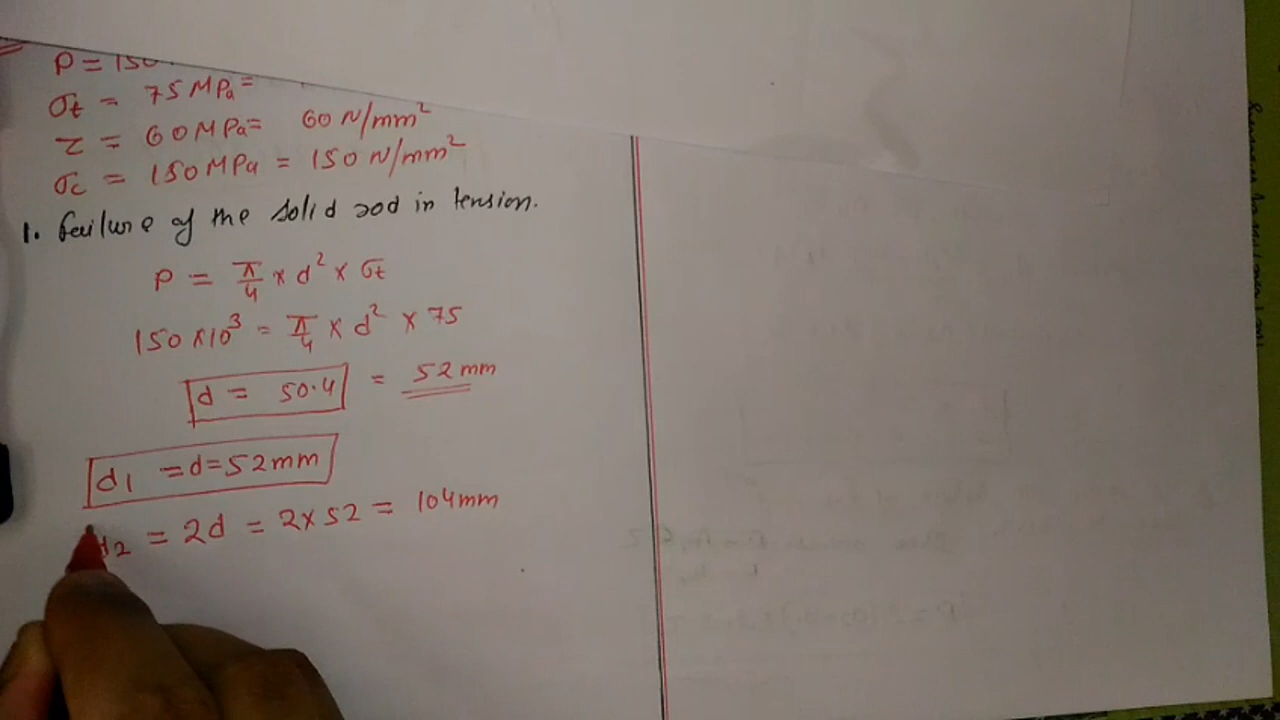 P = 150
σt = 75 MPa =
τ = 60 MPa = 60 N/mm²
σc = 150 MPa = 150 N/mm²
1. failure of the solid rod in tension.
P = π/4 × d² × σt
150 × 10³ = π/4 × d² × 75
d = 50.4 = 52 mm
d1 = d = 52 mm
d2 = 2d = 2 × 52 = 104 mm